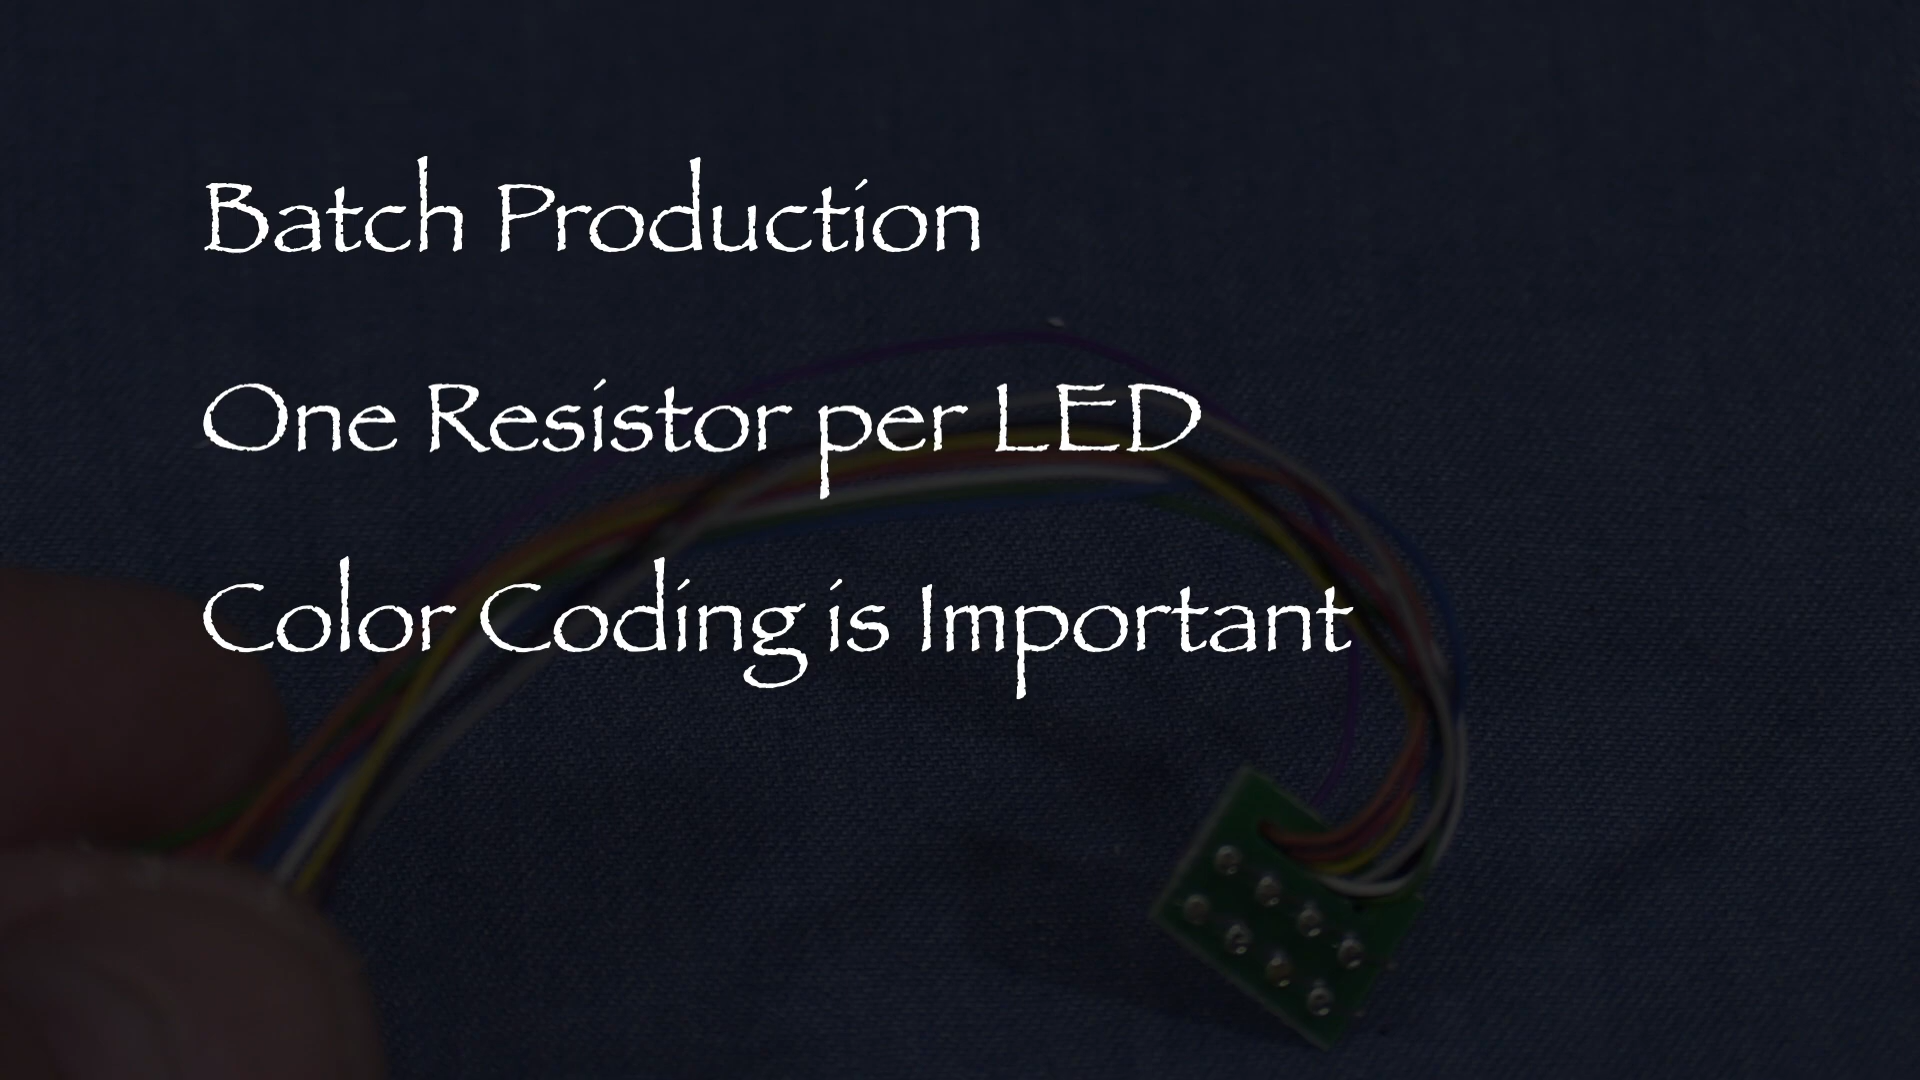 Batch Production
One Resistor per LED
Color Coding is Important